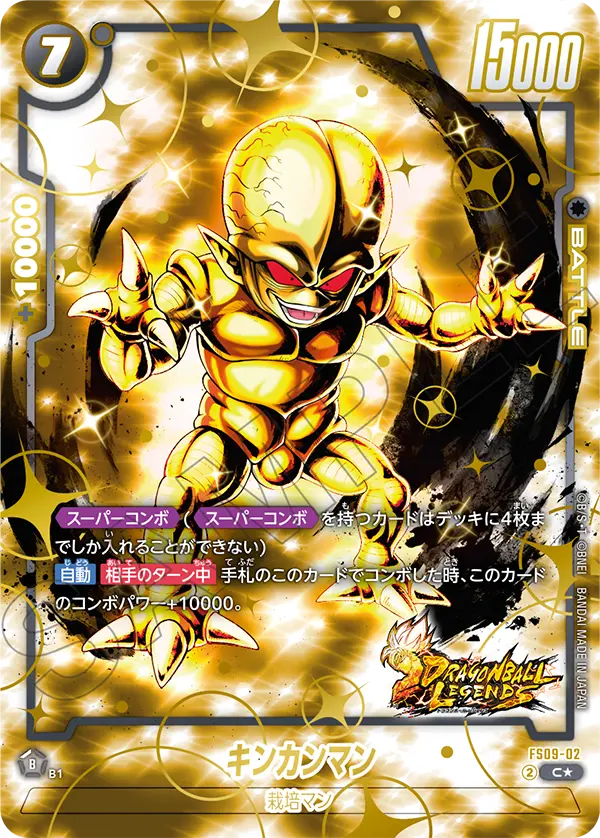 7
15000
+10000
BATTLE
スーパーコンボ ( スーパーコンボ を持つカードはデッキに4枚ま
でしか入れることができない)
自動 相手のターン中 手札のこのカードでコンボした時、このカード
のコンボパワー+10000。
©B/S・T ©BNEI BANDAI MADE IN JAPAN
DRAGONBALL
LEGENDS
キンカンマン
FS09-02
B B1
② C★
栽培マン